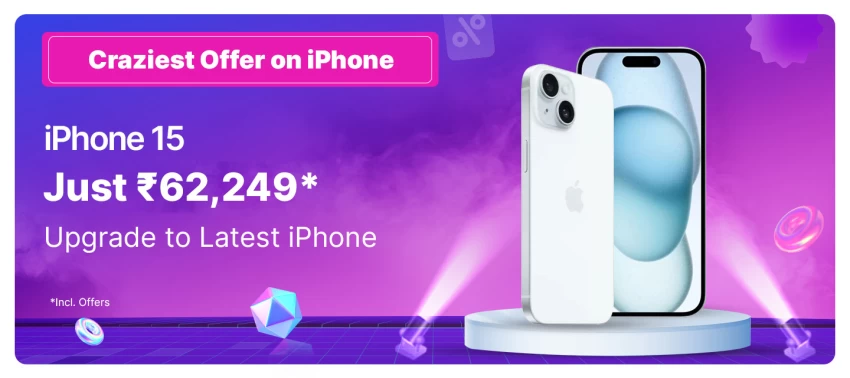 Craziest Offer on iPhone
iPhone 15
Just ₹62,249*
Upgrade to Latest iPhone
*Incl. Offers
%